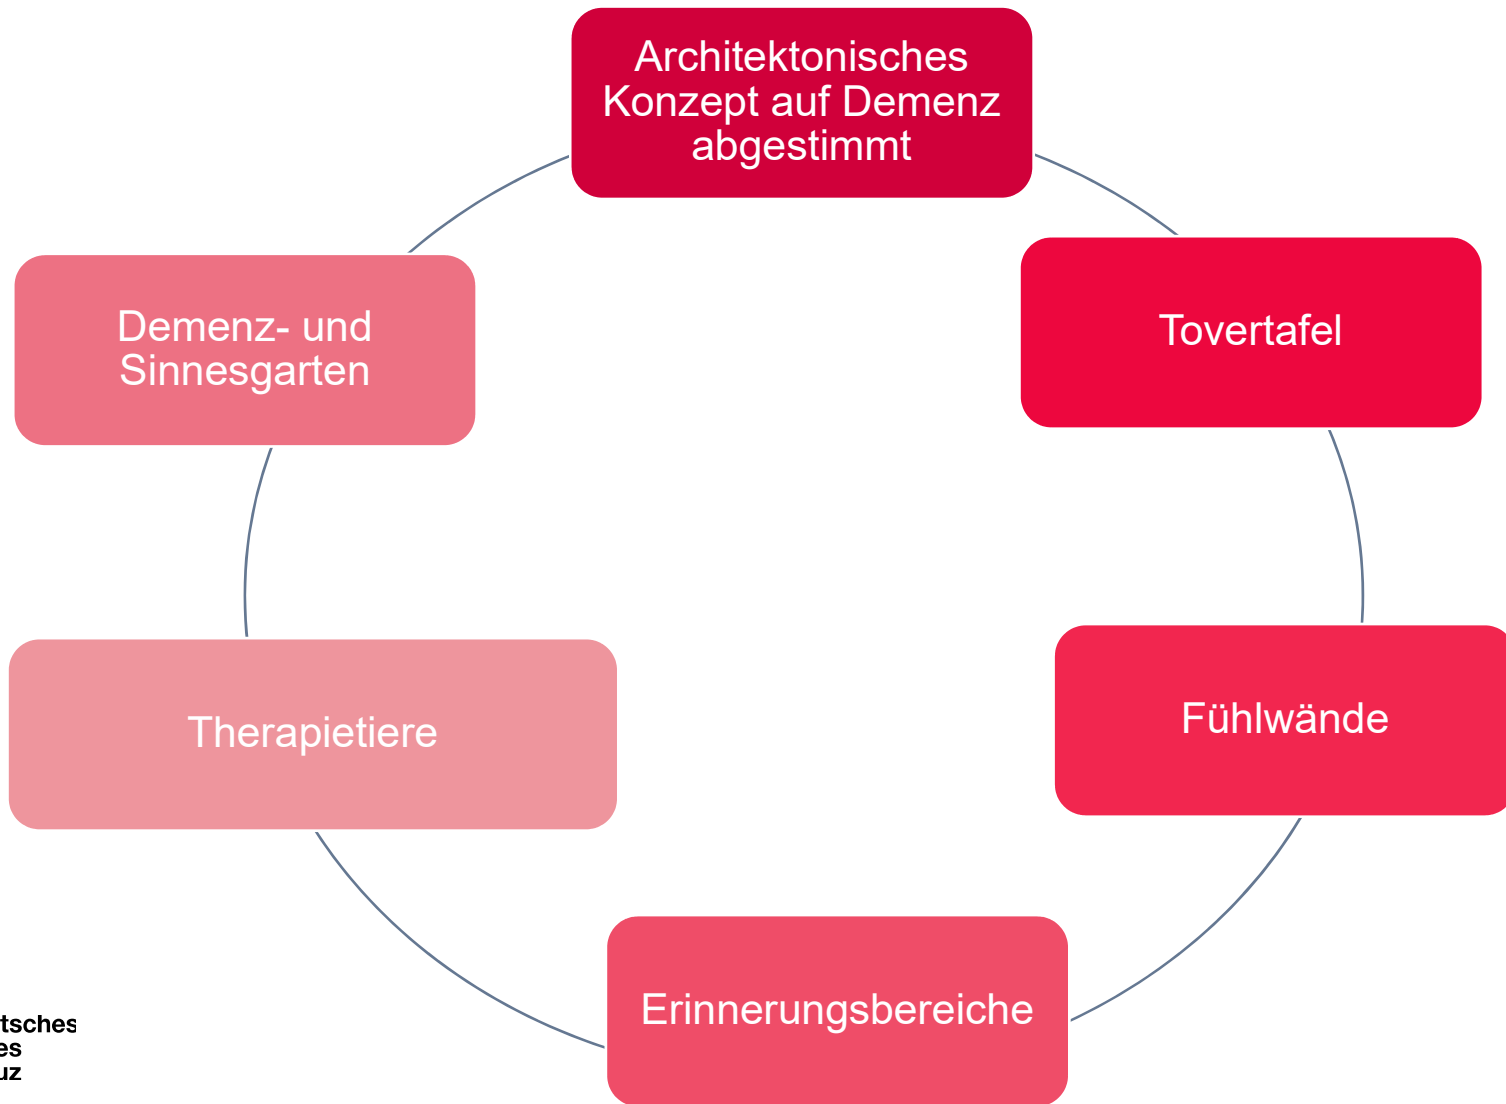 Architektonisches
Konzept auf Demenz
abgestimmt
Tovertafel
Fühlwände
Erinnerungsbereiche
Therapietiere
Demenz- und
Sinnesgarten
tsches
es
uz